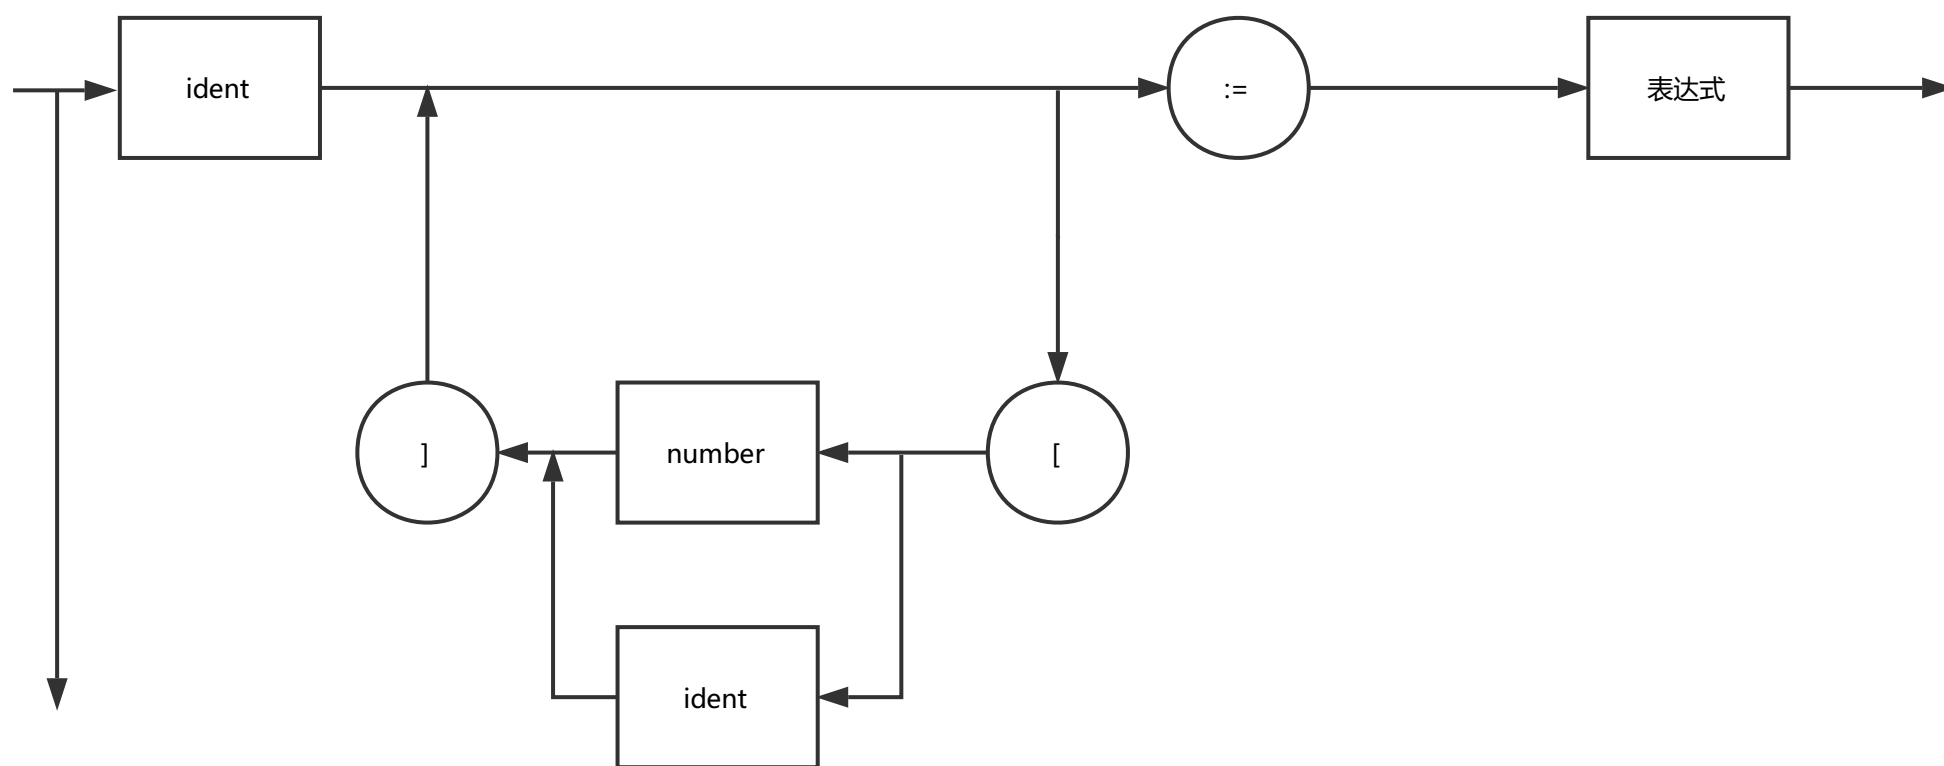 ident
:=
表达式
]
number
[
ident